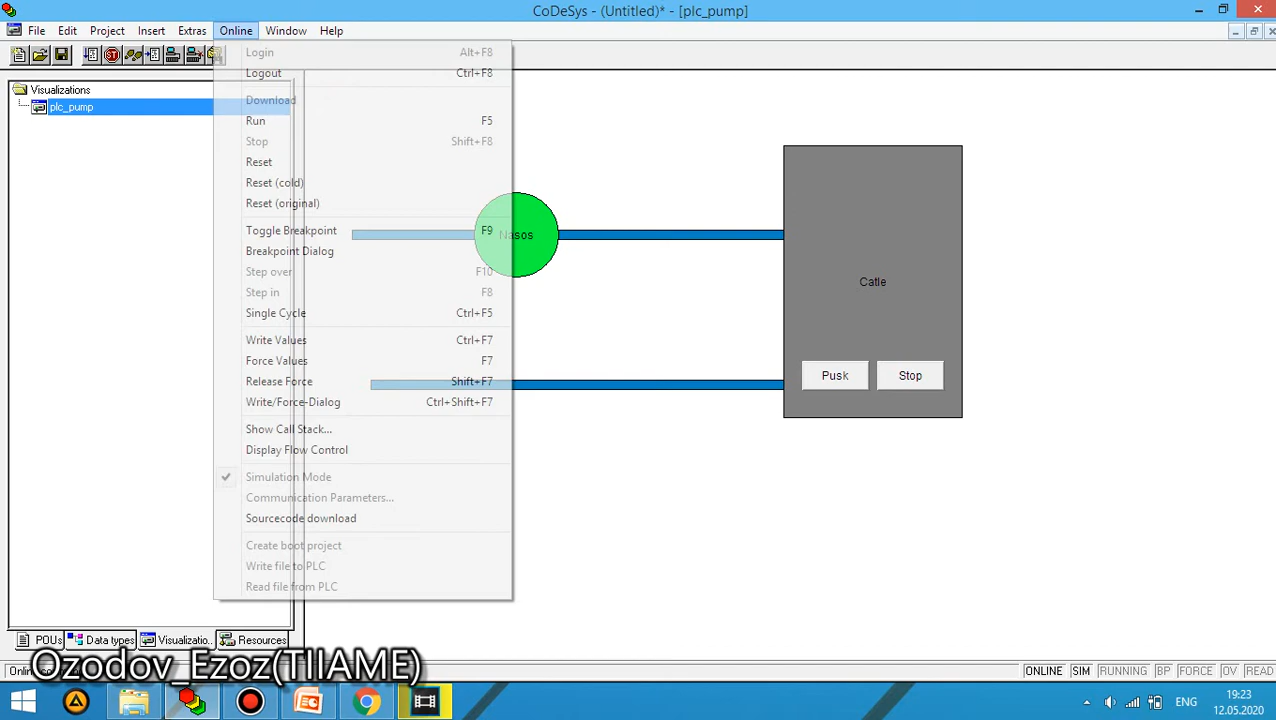 CoDeSys - (Untitled)* - [plc_pump]
File Edit Project Insert Extras Online Window Help
Login Alt+F8
Logout Ctrl+F8
Download
Run F5
Stop Shift+F8
Reset
Reset (cold)
Reset (original)
Toggle Breakpoint F9
Breakpoint Dialog
Step over F10
Step in F8
Single Cycle Ctrl+F5
Write Values Ctrl+F7
Force Values F7
Release Force Shift+F7
Write/Force-Dialog Ctrl+Shift+F7
Show Call Stack...
Display Flow Control
Simulation Mode
Communication Parameters...
Sourcecode download
Create boot project
Write file to PLC
Read file from PLC
Visualizations
plc_pump
Nasos
Catle
Pusk Stop
POUs Data types Visualizatio.. Resources
ONLINE SIM RUNNING BP FORCE OV READ
Ozodov_Ezoz(TIIAME)
ENG
19:23
12.05.2020